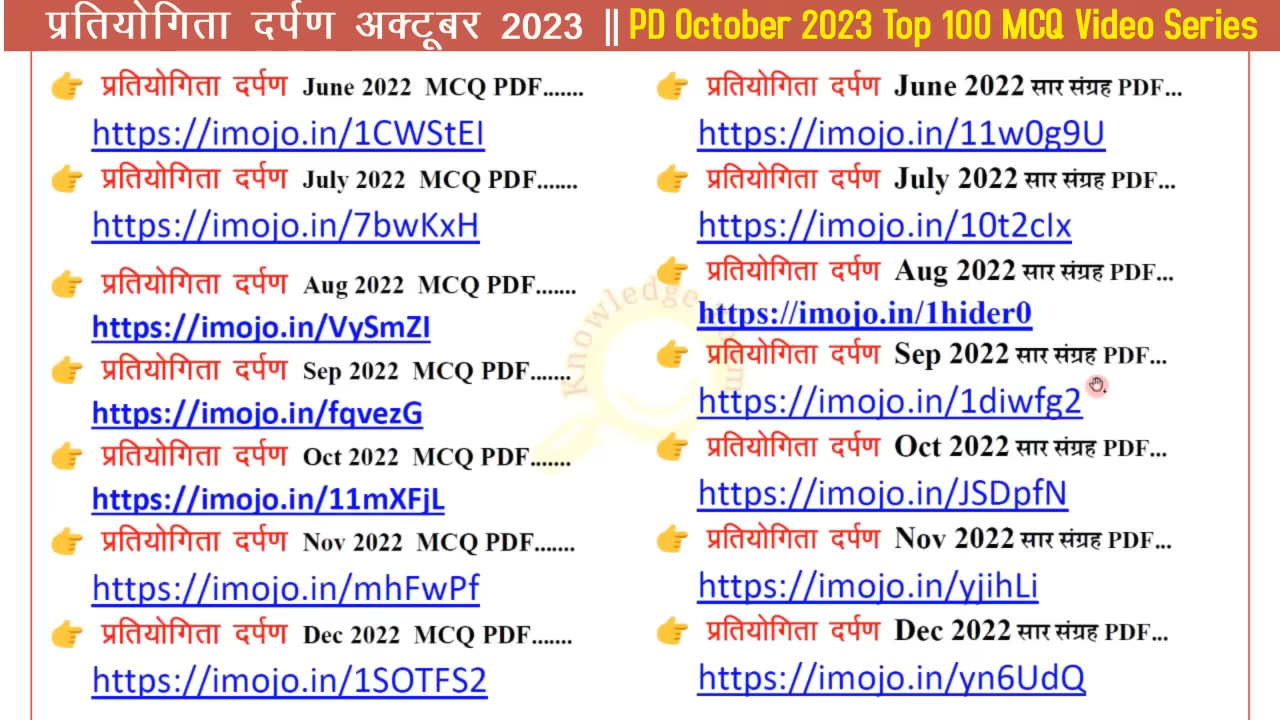 प्रतियोगिता दर्पण अक्टूबर 2023 || PD October 2023 Top 100 MCQ Video Series
प्रतियोगिता दर्पण June 2022 MCQ PDF.......
https://imojo.in/1CWStEI
प्रतियोगिता दर्पण July 2022 MCQ PDF.......
https://imojo.in/7bwKxH
प्रतियोगिता दर्पण Aug 2022 MCQ PDF.......
https://imojo.in/VySmZI
प्रतियोगिता दर्पण Sep 2022 MCQ PDF.......
https://imojo.in/fqvezG
प्रतियोगिता दर्पण Oct 2022 MCQ PDF.......
https://imojo.in/11mXFjL
प्रतियोगिता दर्पण Nov 2022 MCQ PDF.......
https://imojo.in/mhFwPf
प्रतियोगिता दर्पण Dec 2022 MCQ PDF.......
https://imojo.in/1SOTFS2
प्रतियोगिता दर्पण June 2022 सार संग्रह PDF...
https://imojo.in/11w0g9U
प्रतियोगिता दर्पण July 2022 सार संग्रह PDF...
https://imojo.in/10t2cIx
प्रतियोगिता दर्पण Aug 2022 सार संग्रह PDF...
https://imojo.in/1hider0
प्रतियोगिता दर्पण Sep 2022 सार संग्रह PDF...
https://imojo.in/1diwfg2
प्रतियोगिता दर्पण Oct 2022 सार संग्रह PDF...
https://imojo.in/JSDpfN
प्रतियोगिता दर्पण Nov 2022 सार संग्रह PDF...
https://imojo.in/yjihLi
प्रतियोगिता दर्पण Dec 2022 सार संग्रह PDF...
https://imojo.in/yn6UdQ
Knowledge